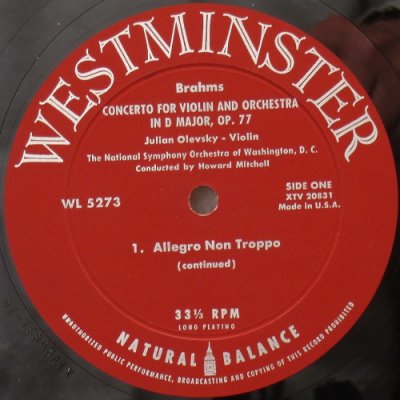 WESTMINSTER
Brahms
CONCERTO FOR VIOLIN AND ORCHESTRA
IN D MAJOR, OP. 77
Julian Olevsky - Violin
The National Symphony Orchestra of Washington, D. C.
Conducted by Howard Mitchell
WL 5273
SIDE ONE
XTV 20831
Made in U.S.A.
1. Allegro Non Troppo
(continued)
33⅓ RPM
LONG PLAYING
NATURAL BALANCE
UNAUTHORIZED PUBLIC PERFORMANCE, BROADCASTING AND COPYING OF THIS RECORD PROHIBITED